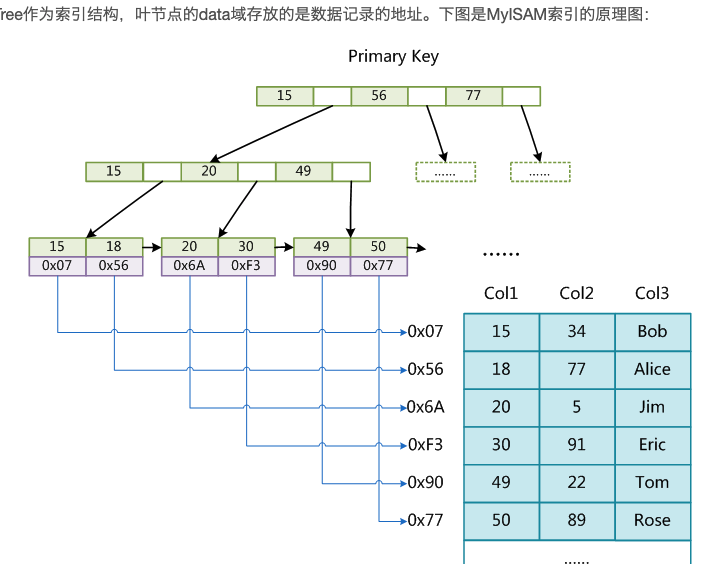 Tree作为索引结构，叶节点的data域存放的是数据记录的地址。下图是MyISAM索引的原理图：
Primary Key
15 56 77
15 20 49
...... ......
15 18 20 30 49 50
0x07 0x56 0x6A 0xF3 0x90 0x77
......
Col1 Col2 Col3
0x07 15 34 Bob
0x56 18 77 Alice
0x6A 20 5 Jim
0xF3 30 91 Eric
0x90 49 22 Tom
0x77 50 89 Rose
......